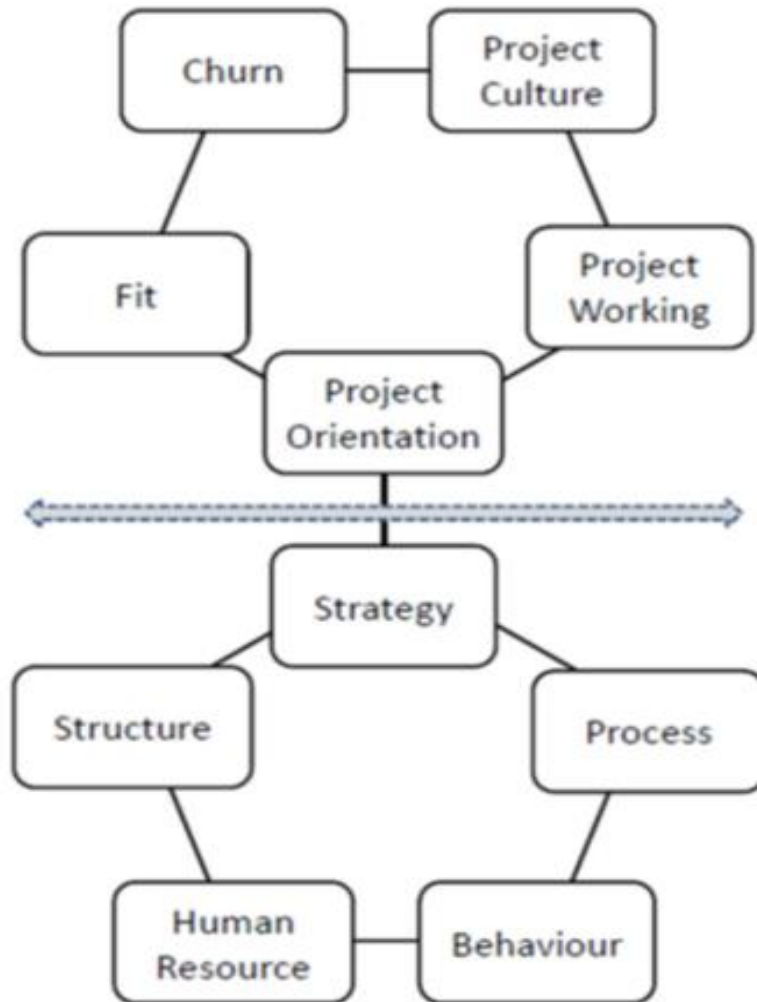 Churn
Project
Culture
Fit
Project
Working
Project
Orientation
Strategy
Structure
Process
Human
Resource
Behaviour